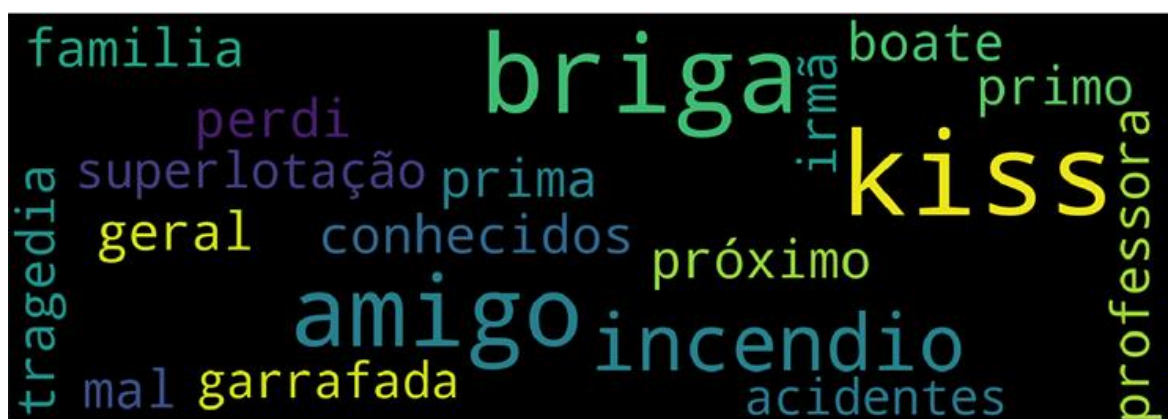 familia
briga
boate
irmã
primo
perdi
kiss
professora
superlotação
prima
tragedia
geral
conhecidos
próximo
amigo
incendio
mal
garrafada
acidentes